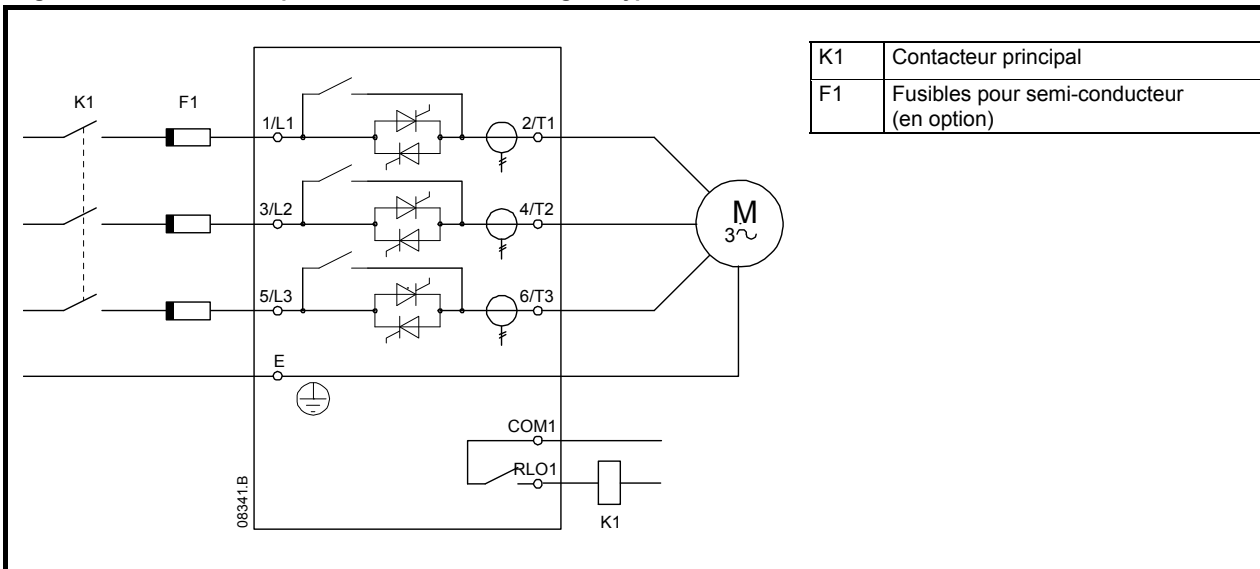 K1 Contacteur principal
F1 Fusibles pour semi-conducteur
(en option)
K1
F1
1/L1
2/T1
3/L2
4/T2
5/L3
6/T3
M
3~
E
COM1
RLO1
K1
08341.B